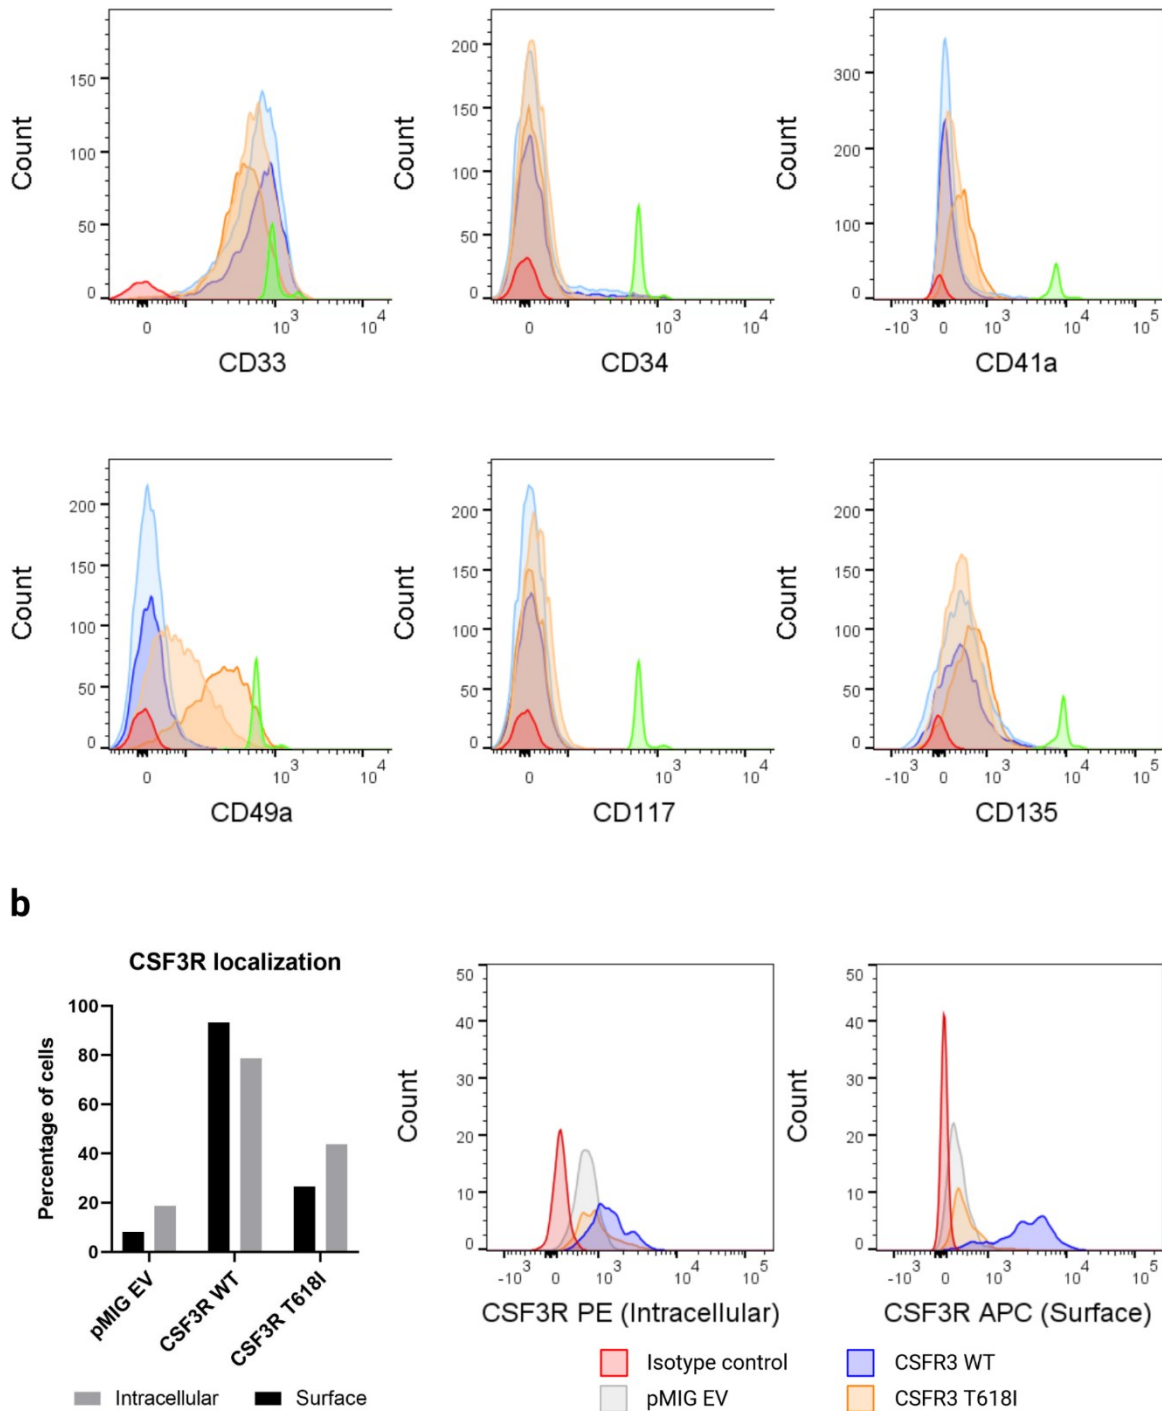 Count
150
100
50
0
0
10 3
10 4
CD33
Count
200
150
100
50
0
0
10 3
10 4
CD34
Count
300
200
100
0
-10 3
0
10 3
10 4
10 5
CD41a
Count
200
150
100
50
0
0
10 3
10 4
CD49a
Count
200
150
100
50
0
0
10 3
10 4
CD117
Count
200
150
100
50
0
-10 3
0
10 3
10 4
10 5
CD135
b
CSF3R localization
Percentage of cells
100
80
60
40
20
0
pMIG EV
CSF3R WT
CSF3R T618I
Intracellular
Surface
Count
50
40
30
20
10
0
-10 3
0
10 3
10 4
10 5
CSF3R PE (Intracellular)
Count
50
40
30
20
10
0
-10 3
0
10 3
10 4
10 5
CSF3R APC (Surface)
Isotype control
CSFR3 WT
pMIG EV
CSFR3 T618I